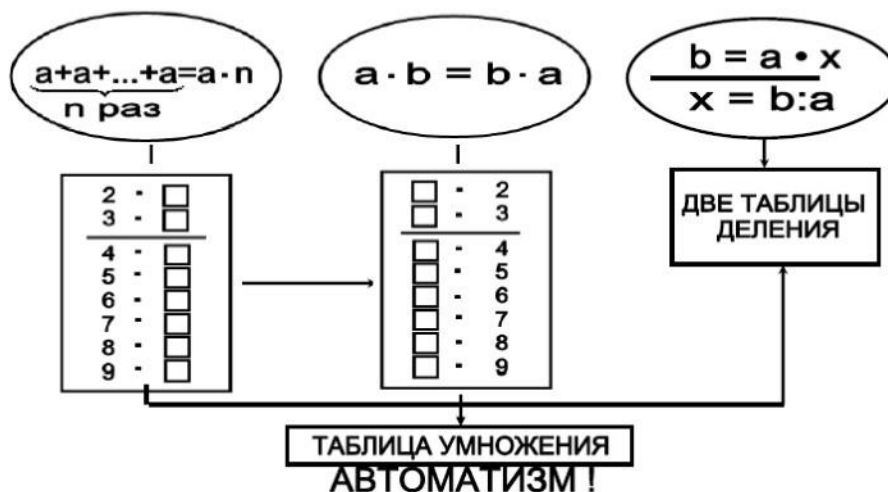 a+a+...+a=a·n
n раз
a · b = b · a
b = a • x
x = b:a
2 · □
3 · □
4 · □
5 · □
6 · □
7 · □
8 · □
9 · □
□ · 2
□ · 3
□ · 4
□ · 5
□ · 6
□ · 7
□ · 8
□ · 9
ДВЕ ТАБЛИЦЫ
ДЕЛЕНИЯ
ТАБЛИЦА УМНОЖЕНИЯ
АВТОМАТИЗМ !